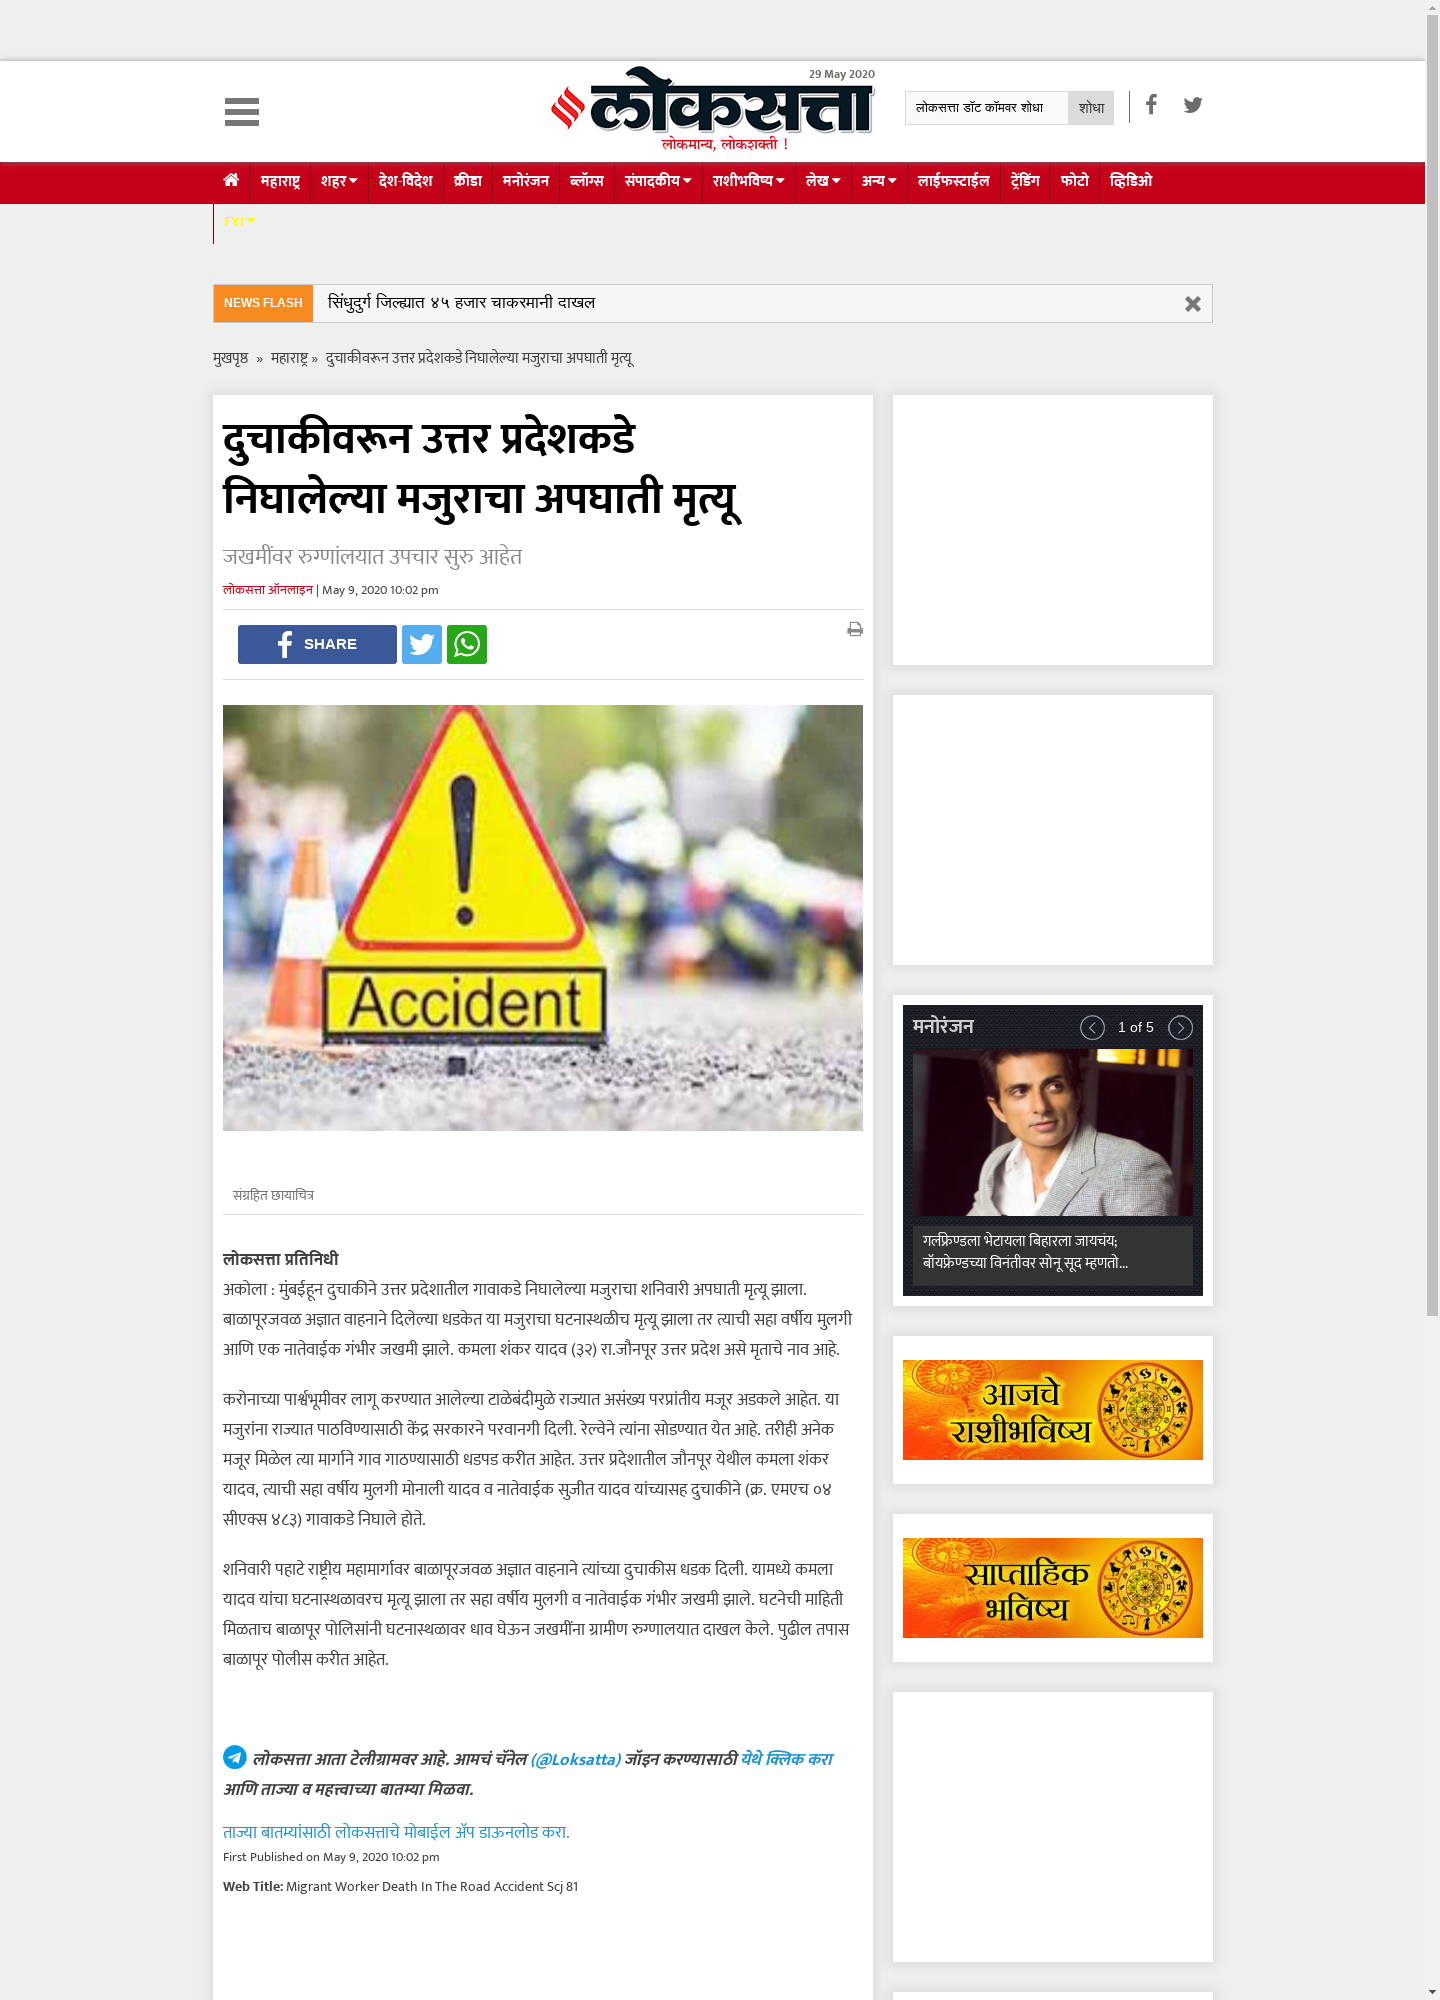 29 May 2020
लोकसत्ता
लोकमान्य, लोकशक्ती !
लोकसत्ता डॉट कॉमवर शोधा
शोधा
महाराष्ट्र शहर देश-विदेश क्रीडा मनोरंजन ब्लॉग्स संपादकीय राशीभविष्य लेख अन्य लाईफस्टाईल ट्रेंडिंग फोटो व्हिडिओ
FYI
NEWS FLASH सिंधुदुर्ग जिल्ह्यात ४५ हजार चाकरमानी दाखल
मुखपृष्ठ » महाराष्ट्र » दुचाकीवरून उत्तर प्रदेशकडे निघालेल्या मजुराचा अपघाती मृत्यू
दुचाकीवरून उत्तर प्रदेशकडे
निघालेल्या मजुराचा अपघाती मृत्यू
जखमींवर रुग्णांलयात उपचार सुरु आहेत
लोकसत्ता ऑनलाइन | May 9, 2020 10:02 pm
SHARE
Accident
संग्रहित छायाचित्र
लोकसत्ता प्रतिनिधी
अकोला : मुंबईहून दुचाकीने उत्तर प्रदेशातील गावाकडे निघालेल्या मजुराचा शनिवारी अपघाती मृत्यू झाला.
बाळापूरजवळ अज्ञात वाहनाने दिलेल्या धडकेत या मजुराचा घटनास्थळीच मृत्यू झाला तर त्याची सहा वर्षीय मुलगी
आणि एक नातेवाईक गंभीर जखमी झाले. कमला शंकर यादव (३२) रा.जौनपूर उत्तर प्रदेश असे मृताचे नाव आहे.
करोनाच्या पार्श्वभूमीवर लागू करण्यात आलेल्या टाळेबंदीमुळे राज्यात असंख्य परप्रांतीय मजूर अडकले आहेत. या
मजुरांना राज्यात पाठविण्यासाठी केंद्र सरकारने परवानगी दिली. रेल्वेने त्यांना सोडण्यात येत आहे. तरीही अनेक
मजूर मिळेल त्या मार्गाने गाव गाठण्यासाठी धडपड करीत आहेत. उत्तर प्रदेशातील जौनपूर येथील कमला शंकर
यादव, त्याची सहा वर्षीय मुलगी मोनाली यादव व नातेवाईक सुजीत यादव यांच्यासह दुचाकीने (क्र. एमएच ०४
सीएक्स ४८३) गावाकडे निघाले होते.
शनिवारी पहाटे राष्ट्रीय महामार्गावर बाळापूरजवळ अज्ञात वाहनाने त्यांच्या दुचाकीस धडक दिली. यामध्ये कमला
यादव यांचा घटनास्थळावरच मृत्यू झाला तर सहा वर्षीय मुलगी व नातेवाईक गंभीर जखमी झाले. घटनेची माहिती
मिळताच बाळापूर पोलिसांनी घटनास्थळावर धाव घेऊन जखमींना ग्रामीण रुग्णालयात दाखल केले. पुढील तपास
बाळापूर पोलीस करीत आहेत.
लोकसत्ता आता टेलीग्रामवर आहे. आमचं चॅनेल (@Loksatta) जॉइन करण्यासाठी येथे क्लिक करा
आणि ताज्या व महत्त्वाच्या बातम्या मिळवा.
ताज्या बातम्यांसाठी लोकसत्ताचे मोबाईल अ‍ॅप डाऊनलोड करा.
First Published on May 9, 2020 10:02 pm
Web Title: Migrant Worker Death In The Road Accident Scj 81
मनोरंजन
1 of 5
गर्लफ्रेण्डला भेटायला बिहारला जायचंय;
बॉयफ्रेण्डच्या विनंतीवर सोनू सूद म्हणतो...
आजचे
राशीभविष्य
साप्ताहिक
भविष्य